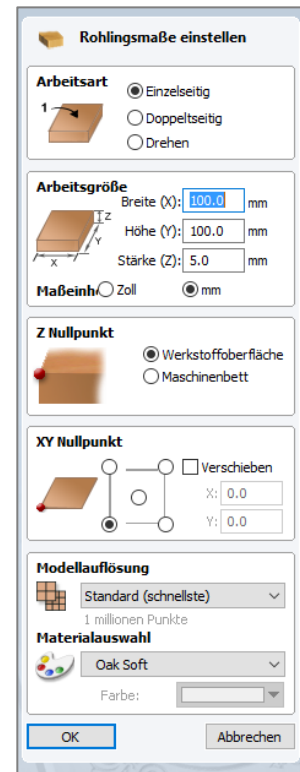 Rohlingsmaße einstellen
Arbeitsart
1
Einzelseitig
Doppeltseitig
Drehen
Arbeitsgröße
Breite (X): 100.0 mm
Z
Y
X
Höhe (Y): 100.0 mm
Stärke (Z): 5.0 mm
Maßeinh Zoll mm
Z Nullpunkt
Werkstoffoberfläche
Maschinenbett
XY Nullpunkt
Verschieben
X: 0.0
Y: 0.0
Modellauflösung
Standard (schnellste)
1 millionen Punkte
Materialauswahl
Oak Soft
Farbe:
OK Abbrechen